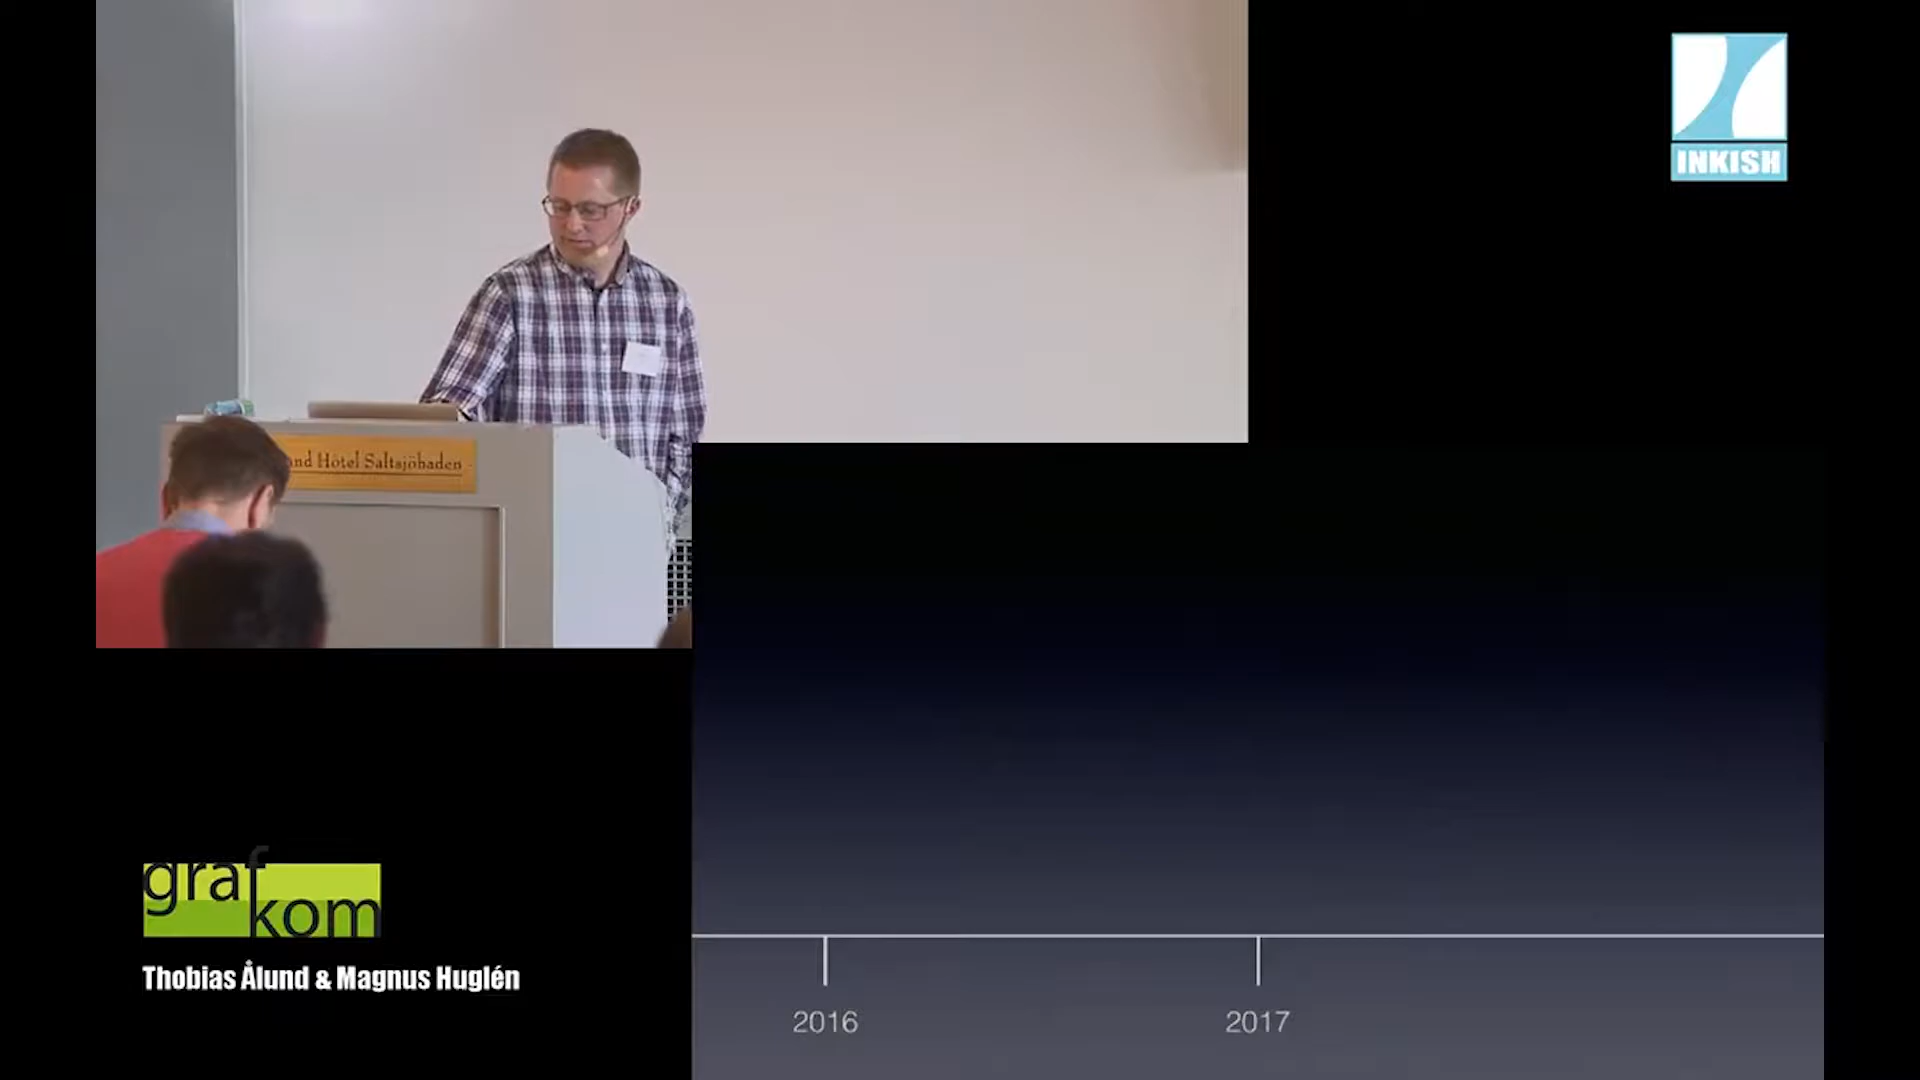 INKISH
nd Hôtel Saltsjöbaden
graf
kom
Thobias Ålund & Magnus Huglén
2016
2017